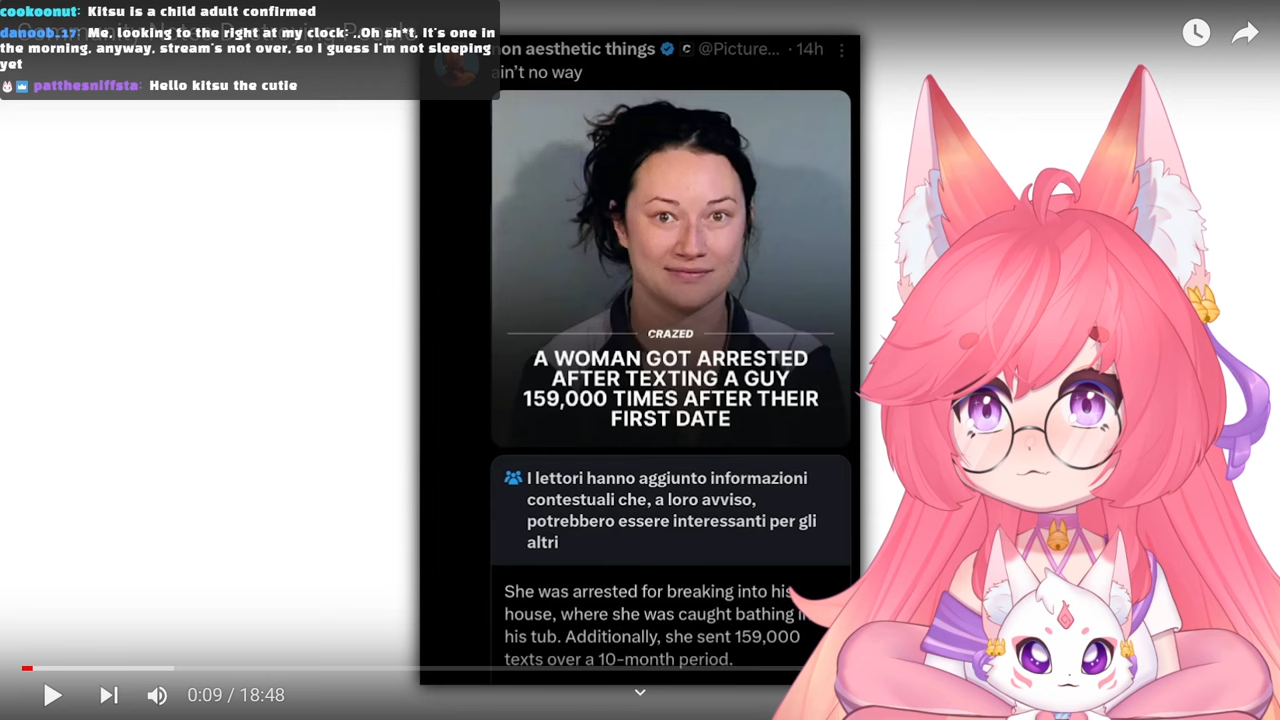 cookoonut: Kitsu is a child adult confirmed
danoob_17: Me, looking to the right at my clock: ..Oh sh*t, It's one in
the morning. anyway, stream's not over, so I guess I'm not sleeping
yet
patthesniffsta: Hello kitsu the cutie
non aesthetic things @Picture... · 14h
ain't no way
CRAZED
A WOMAN GOT ARRESTED
AFTER TEXTING A GUY
159,000 TIMES AFTER THEIR
FIRST DATE
I lettori hanno aggiunto informazioni
contestuali che, a loro avviso,
potrebbero essere interessanti per gli
altri
She was arrested for breaking into his
house, where she was caught bathing in
his tub. Additionally, she sent 159,000
texts over a 10-month period.
0:09 / 18:48